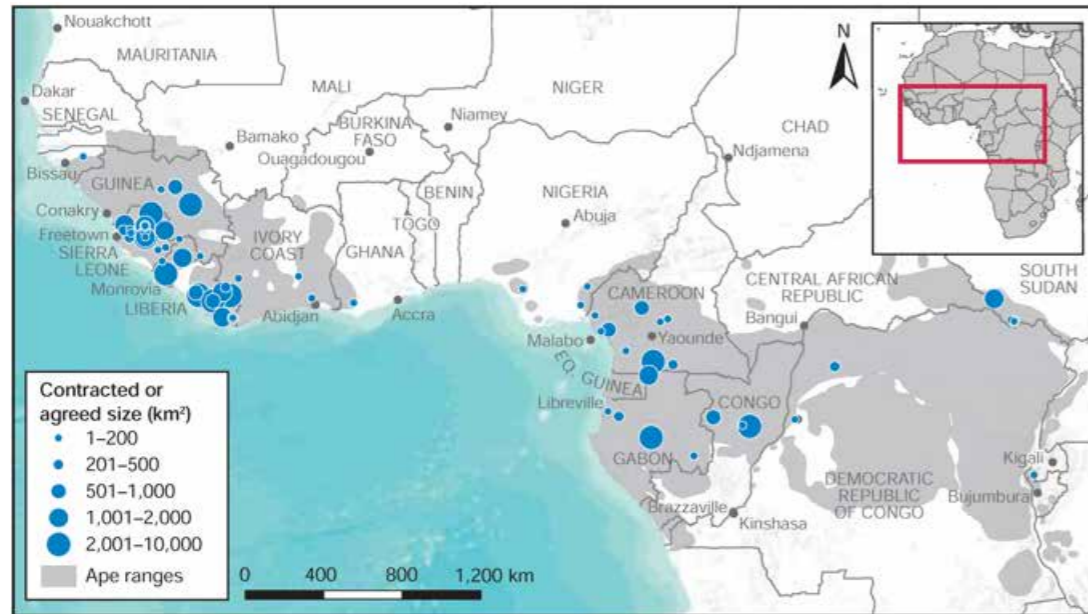 Nouakchott
MAURITANIA
Dakar
SENEGAL
MALI
NIGER
CHAD
Niamey
BURKINA
FASO
Bamako
Ouagadougou
Ndjamena
Bissau
GUINEA
BENIN
NIGERIA
Conakry
TOGO
Abuja
Freetown
IVORY
COAST
GHANA
SIERRA
LEONE
CENTRAL AFRICAN
REPUBLIC
SOUTH
SUDAN
Monrovia
CAMEROON
LIBERIA
Abidjan
Accra
Bangui
Malabo
Yaounde
EQ. GUINEA
Libreville
CONGO
GABON
Kigali
DEMOCRATIC
REPUBLIC
OF CONGO
Bujumbura
Brazzaville
Kinshasa
N
Contracted or
agreed size (km²)
1–200
201–500
501–1,000
1,001–2,000
2,001–10,000
Ape ranges
0 400 800 1,200 km